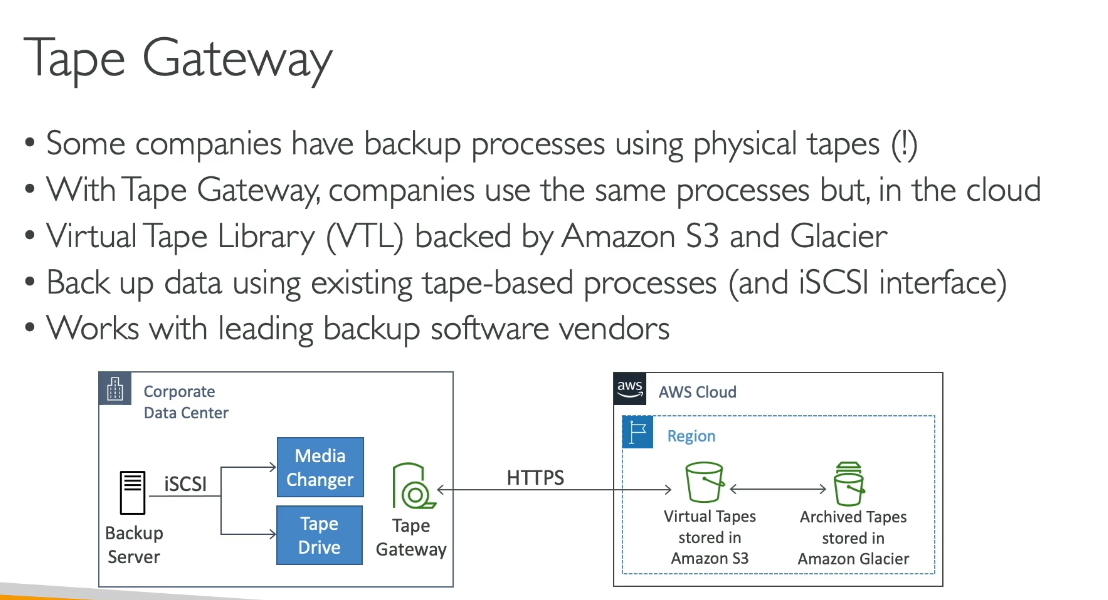 Tape Gateway
• Some companies have backup processes using physical tapes (!)
• With Tape Gateway, companies use the same processes but, in the cloud
• Virtual Tape Library (VTL) backed by Amazon S3 and Glacier
• Back up data using existing tape-based processes (and iSCSI interface)
• Works with leading backup software vendors
Corporate
Data Center
iSCSI
Backup
Server
Media
Changer
Tape
Drive
Tape
Gateway
HTTPS
aws
AWS Cloud
Region
Virtual Tapes
stored in
Amazon S3
Archived Tapes
stored in
Amazon Glacier